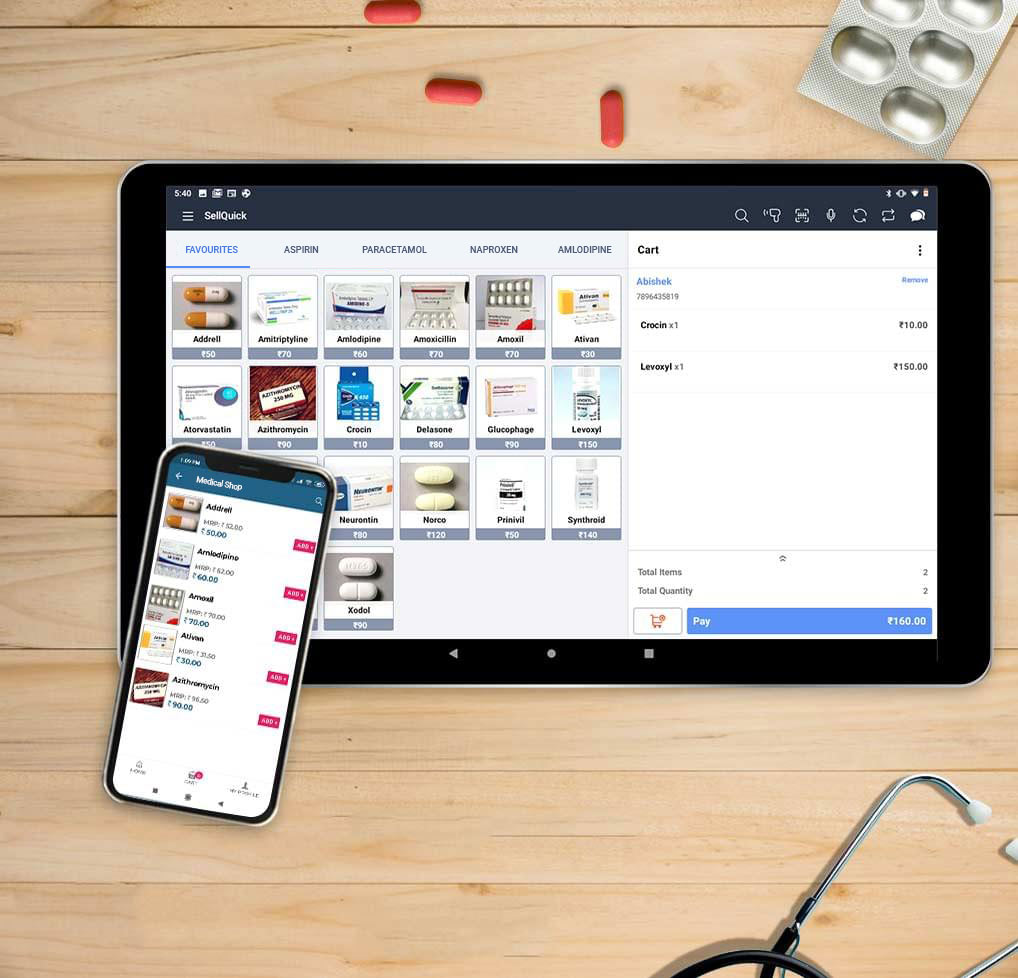 5:40
SellQuick
FAVOURITES ASPIRIN PARACETAMOL NAPROXEN AMLODIPINE
Addrell Amitriptyline Amlodipine Amoxicillin Amoxil Ativan
₹50 ₹70 ₹60 ₹70 ₹70 ₹30
Atorvastatin Azithromycin Crocin Delasone Glucophage Levoxyl
₹50 ₹90 ₹10 ₹80 ₹90 ₹150
Neurontin Norco Prinivil Synthroid
₹80 ₹120 ₹50 ₹140
Xodol
₹90
Cart
Abishek Remove
7896435819
Crocin x1 ₹10.00
Levoxyl x1 ₹150.00
Total Items 2
Total Quantity 2
Pay ₹160.00
1:09 PM
Medical Shop
Addrell
MRP: ₹ 52.00
₹ 50.00
ADD +
Amlodipine
MRP: ₹ 62.00
₹ 60.00
ADD +
Amoxil
MRP: ₹ 70.00
₹ 70.00
ADD +
Ativan
MRP: ₹ 31.50
₹ 30.00
ADD +
Azithromycin
MRP: ₹ 96.50
₹ 90.00
ADD +
HOME CART MY PROFILE